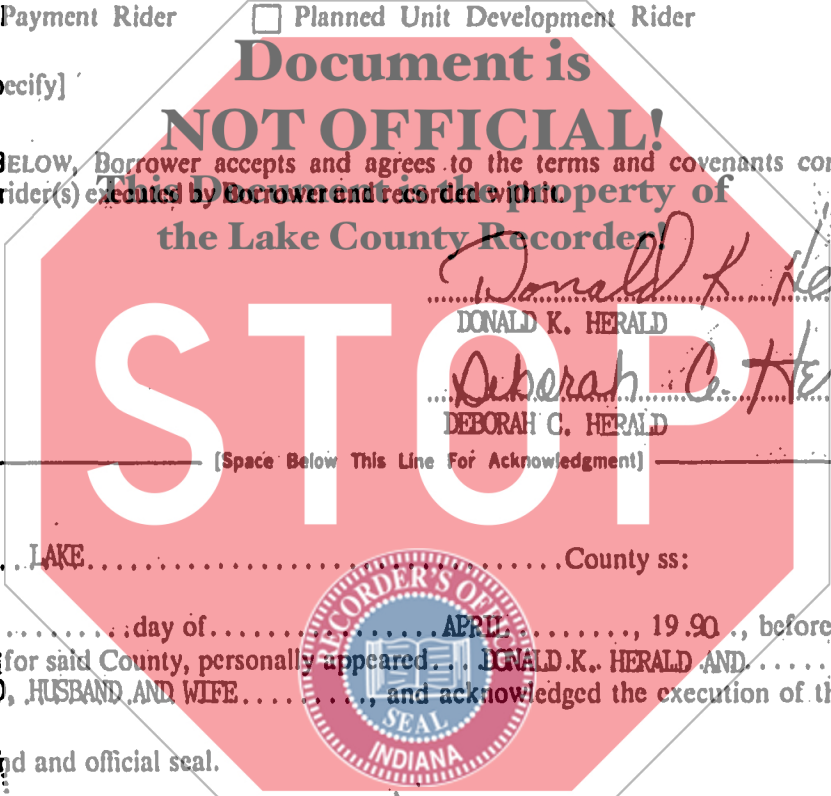 Payment Rider ☐ Planned Unit Development Rider
Document is
ecify]
NOT OFFICIAL!
BELOW, Borrower accepts and agrees to the terms and covenants con
rider(s) executed by Borrower and recorded with it.
This Document is the property of
the Lake County Recorder!
Donald K. He
DONALD K. HERALD
Deborah C. He
DEBORAH C. HERALD
STOP
[Space Below This Line For Acknowledgment]
LAKE County ss:
day of APRIL, 19 90, before
for said County, personally appeared DONALD K. HERALD AND
, HUSBAND AND WIFE, and acknowledged the execution of th
nd and official seal.
RECORDER'S OFFICE
SEAL
INDIANA